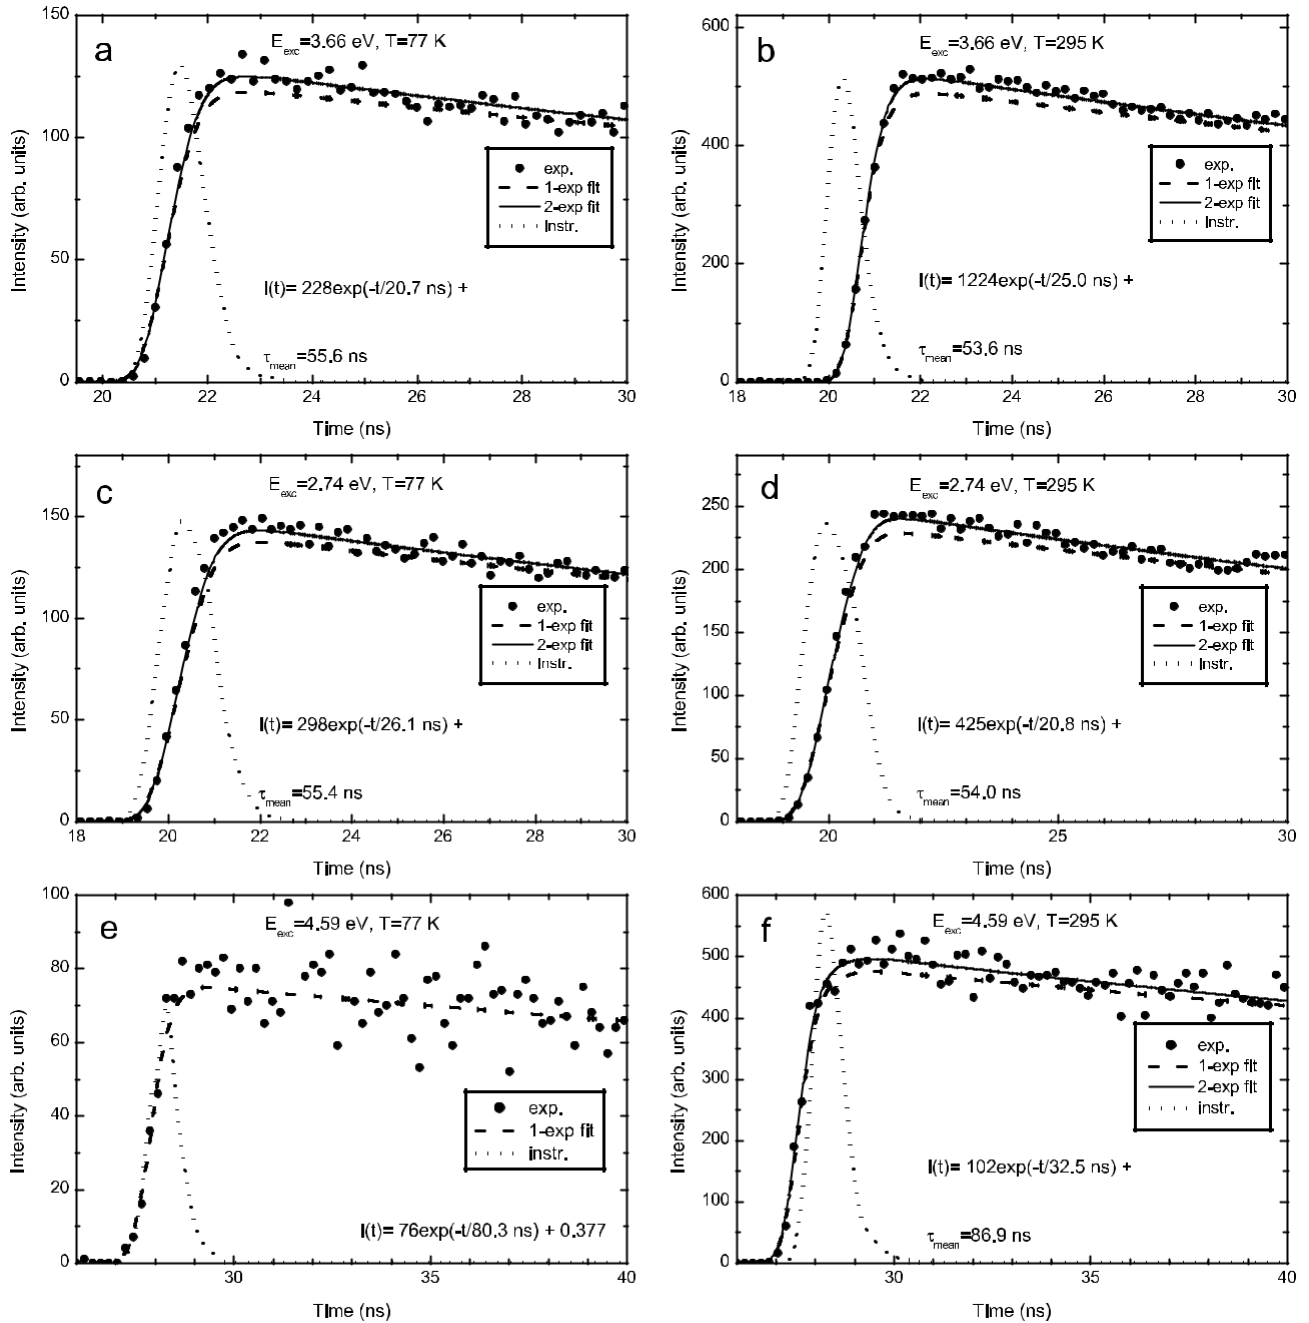 a
E_exc=3.66 eV, T=77 K
150
100
50
0
Intensity (arb. units)
exp.
1-exp fit
2-exp fit
Instr.
I(t)= 228exp(-t/20.7 ns) +
τ_mean=55.6 ns
20 22 24 26 28 30
Time (ns)
b
E_exc=3.66 eV, T=295 K
600
400
200
0
Intensity (arb. units)
exp.
1-exp fit
2-exp fit
Instr.
I(t)= 1224exp(-t/25.0 ns) +
τ_mean=53.6 ns
18 20 22 24 26 28 30
Time (ns)
c
E_exc=2.74 eV, T=77 K
150
100
50
0
Intensity (arb. units)
exp.
1-exp fit
2-exp fit
Instr.
I(t)= 298exp(-t/26.1 ns) +
τ_mean=55.4 ns
18 20 22 24 26 28 30
Time (ns)
d
E_exc=2.74 eV, T=295 K
250
200
150
100
50
0
Intensity (arb. units)
exp.
1-exp fit
2-exp fit
Instr.
I(t)= 425exp(-t/20.8 ns) +
τ_mean=54.0 ns
20 25 30
Time (ns)
e
E_exc=4.59 eV, T=77 K
100
80
60
40
20
0
Intensity (arb. units)
exp.
1-exp fit
instr.
I(t)= 76exp(-t/80.3 ns) + 0.377
30 35 40
Time (ns)
f
E_exc=4.59 eV, T=295 K
600
500
400
300
200
100
0
Intensity (arb. units)
exp.
1-exp fit
2-exp fit
instr.
I(t)= 102exp(-t/32.5 ns) +
τ_mean=86.9 ns
30 35 40
Time (ns)